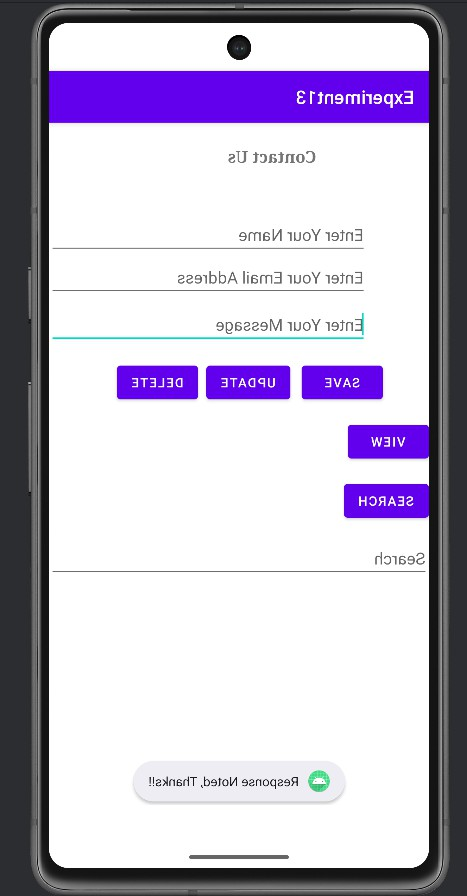 Experiment13
Contact Us
Enter Your Name
Enter Your Email Address
Enter Your Message
SAVE UPDATE DELETE
VIEW
SEARCH
Search
Response Noted, Thanks!!